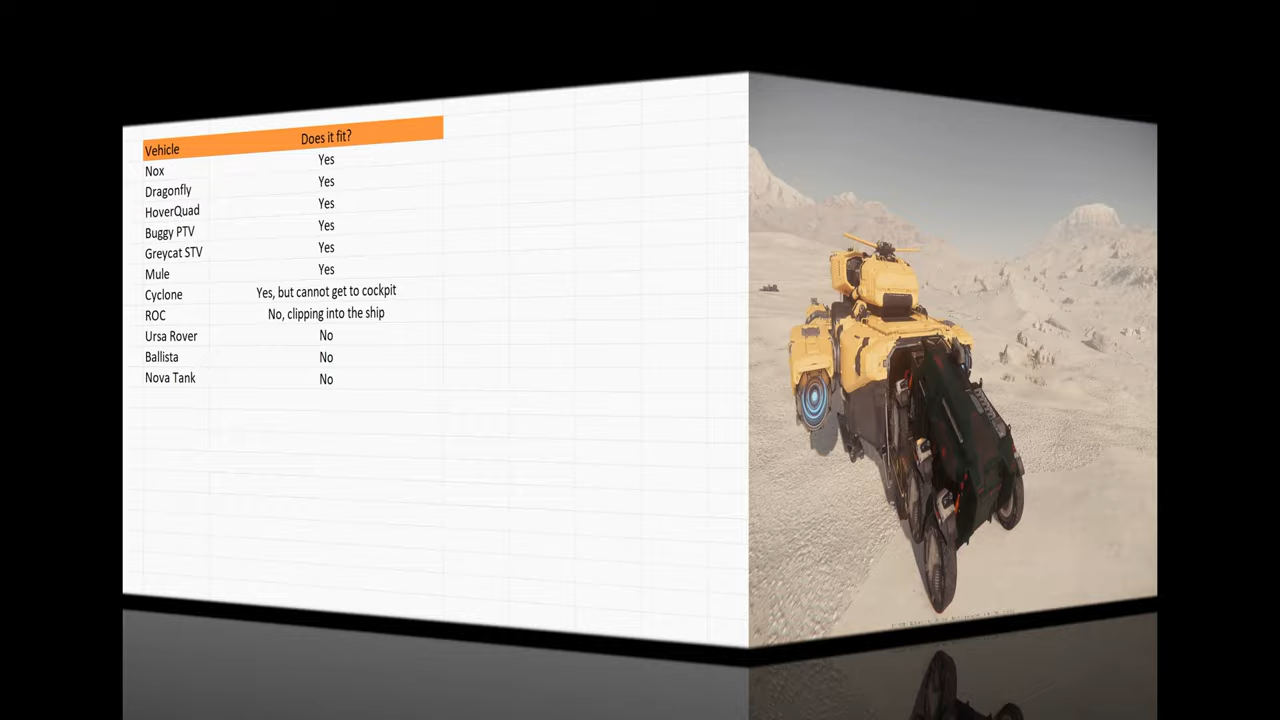 Vehicle Does it fit?
Nox Yes
Dragonfly Yes
HoverQuad Yes
Buggy PTV Yes
Greycat STV Yes
Mule Yes
Cyclone Yes, but cannot get to cockpit
ROC No, clipping into the ship
Ursa Rover No
Ballista No
Nova Tank No